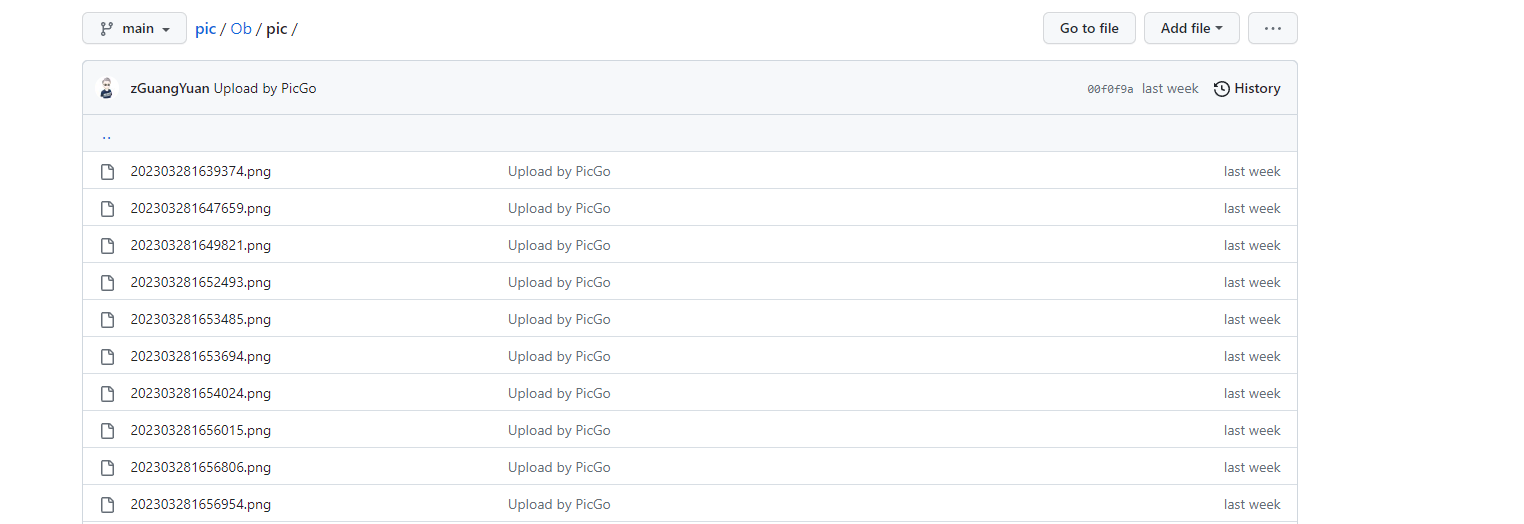 main pic / Ob / pic / Go to file Add file ...
zGuangYuan Upload by PicGo 00f0f9a last week History
..
202303281639374.png Upload by PicGo last week
202303281647659.png Upload by PicGo last week
202303281649821.png Upload by PicGo last week
202303281652493.png Upload by PicGo last week
202303281653485.png Upload by PicGo last week
202303281653694.png Upload by PicGo last week
202303281654024.png Upload by PicGo last week
202303281656015.png Upload by PicGo last week
202303281656806.png Upload by PicGo last week
202303281656954.png Upload by PicGo last week